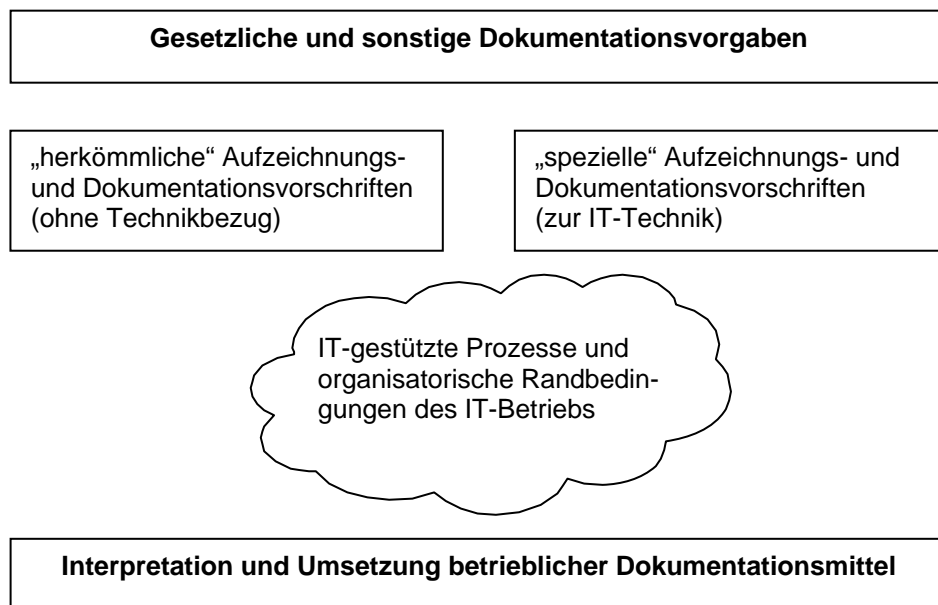 Gesetzliche und sonstige Dokumentationsvorgaben
„herkömmliche“ Aufzeichnungs-
und Dokumentationsvorschriften
(ohne Technikbezug)
„spezielle“ Aufzeichnungs- und
Dokumentationsvorschriften
(zur IT-Technik)
IT-gestützte Prozesse und
organisatorische Randbedin-
gungen des IT-Betriebs
Interpretation und Umsetzung betrieblicher Dokumentationsmittel